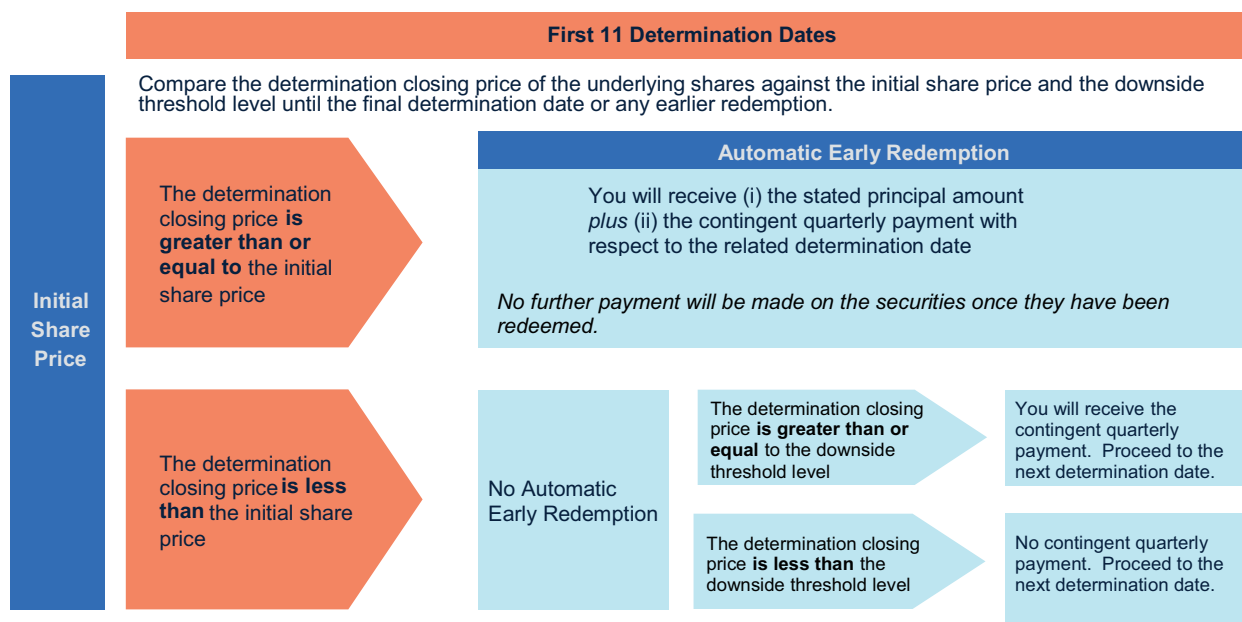 First 11 Determination Dates
Compare the determination closing price of the underlying shares against the initial share price and the downside
threshold level until the final determination date or any earlier redemption.
Initial
Share
Price
The determination
closing price is
greater than or
equal to the initial
share price
Automatic Early Redemption
You will receive (i) the stated principal amount
plus (ii) the contingent quarterly payment with
respect to the related determination date
No further payment will be made on the securities once they have been
redeemed.
The determination
closing price is less
than the initial share
price
No Automatic
Early Redemption
The determination closing
price is greater than or
equal to the downside
threshold level
You will receive the
contingent quarterly
payment. Proceed to the
next determination date.
The determination closing
price is less than the
downside threshold level
No contingent quarterly
payment. Proceed to the
next determination date.